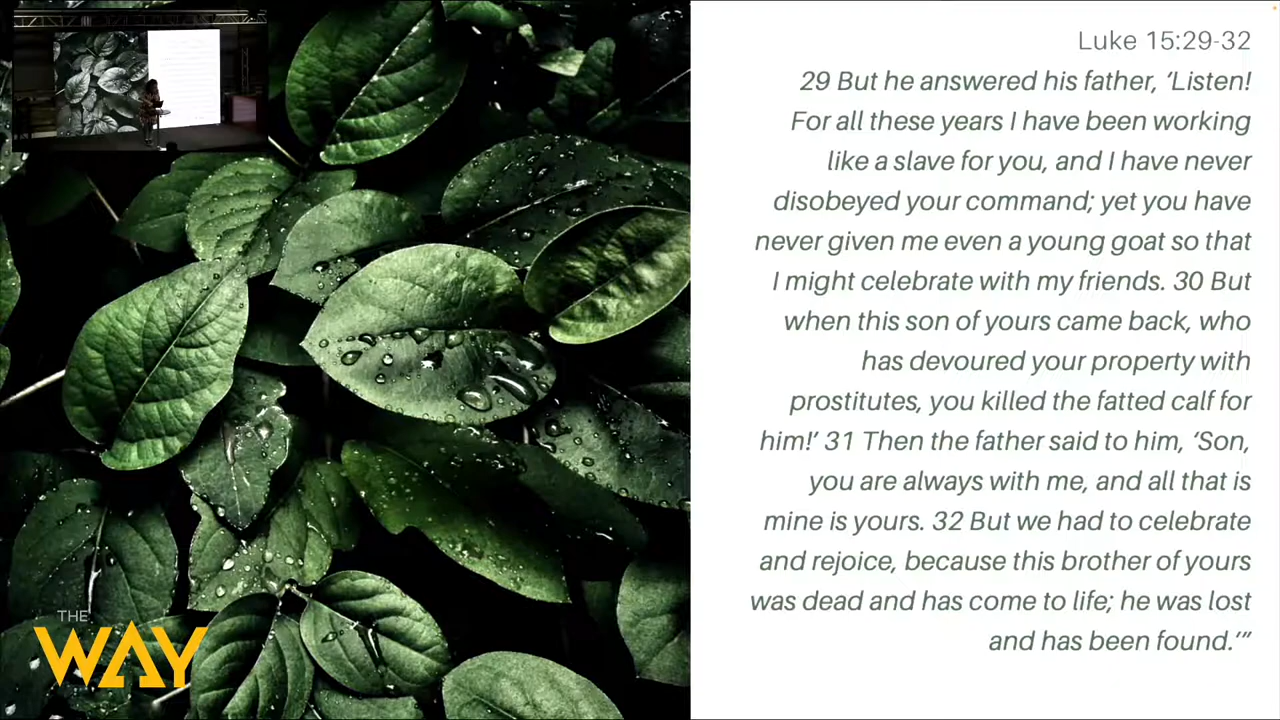 Luke 15:29-32
29 But he answered his father, ‘Listen!
For all these years I have been working
like a slave for you, and I have never
disobeyed your command; yet you have
never given me even a young goat so that
I might celebrate with my friends. 30 But
when this son of yours came back, who
has devoured your property with
prostitutes, you killed the fatted calf for
him!’ 31 Then the father said to him, ‘Son,
you are always with me, and all that is
mine is yours. 32 But we had to celebrate
and rejoice, because this brother of yours
was dead and has come to life; he was lost
and has been found.’”
THE
WAY